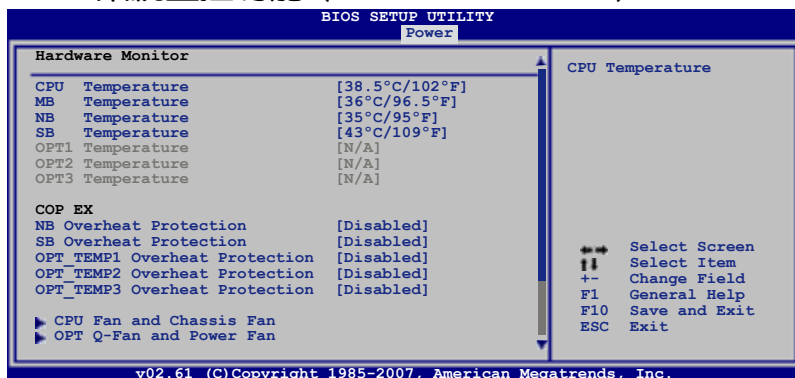 BIOS SETUP UTILITY
Power
Hardware Monitor
CPU Temperature [38.5°C/102°F]
MB Temperature [36°C/96.5°F]
NB Temperature [35°C/95°F]
SB Temperature [43°C/109°F]
OPT1 Temperature [N/A]
OPT2 Temperature [N/A]
OPT3 Temperature [N/A]
COP EX
NB Overheat Protection [Disabled]
SB Overheat Protection [Disabled]
OPT_TEMP1 Overheat Protection [Disabled]
OPT_TEMP2 Overheat Protection [Disabled]
OPT_TEMP3 Overheat Protection [Disabled]
CPU Fan and Chassis Fan
OPT Q-Fan and Power Fan
CPU Temperature
←→ Select Screen
↑↓ Select Item
+- Change Field
F1 General Help
F10 Save and Exit
ESC Exit
v02.61 (C)Copyright 1985-2007, American Megatrends, Inc.